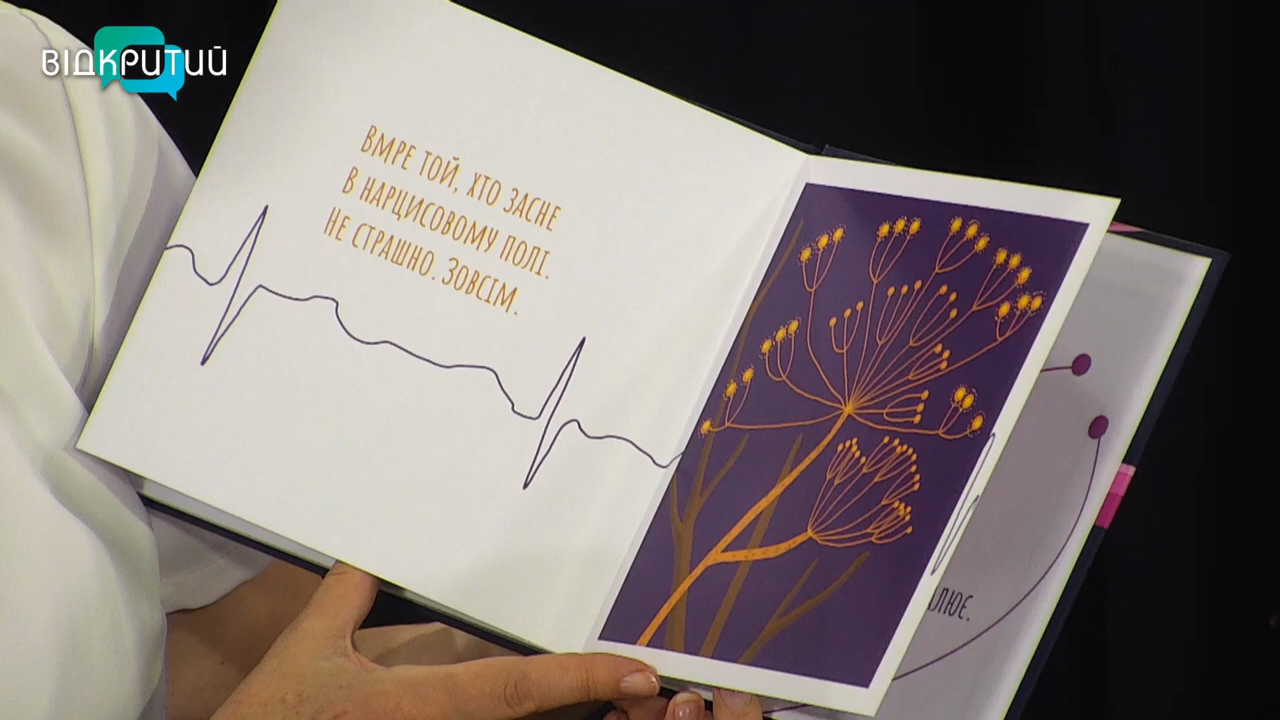 ВІДКРИТИЙ
Вмре той, хто засне
в нарцисовому полі.
Не страшно. Зовсім.